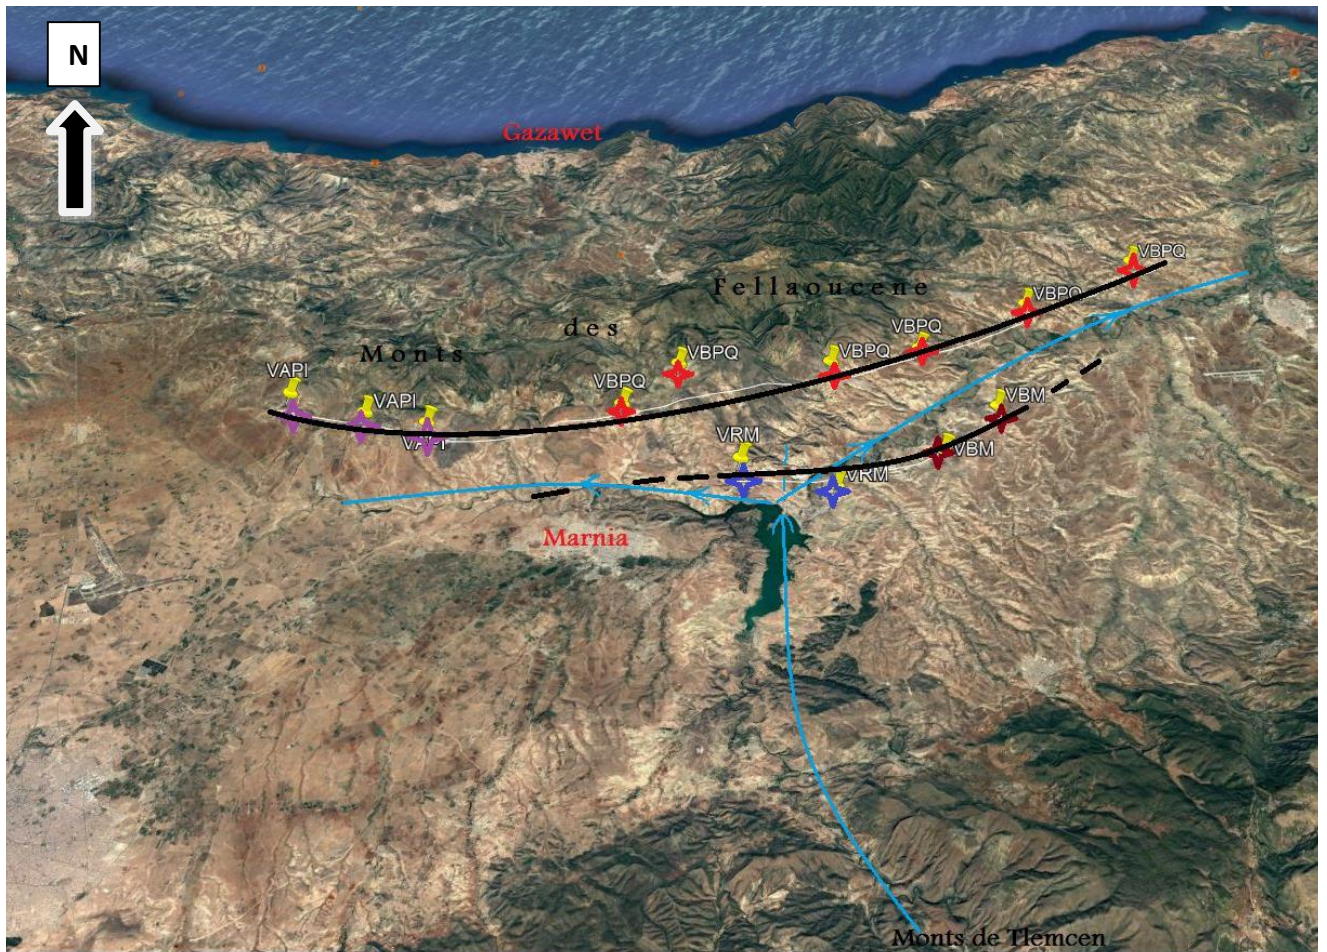 N
Gazawet
VBPQ
Fellaoucene
VBPQ
des
VBPQ
Monts
VBPQ
VBPQ
VAPI
VBPQ
VAPI
VBM
VAPI
VRM
VBM
VRM
Marnia
Monts de Tlemcen